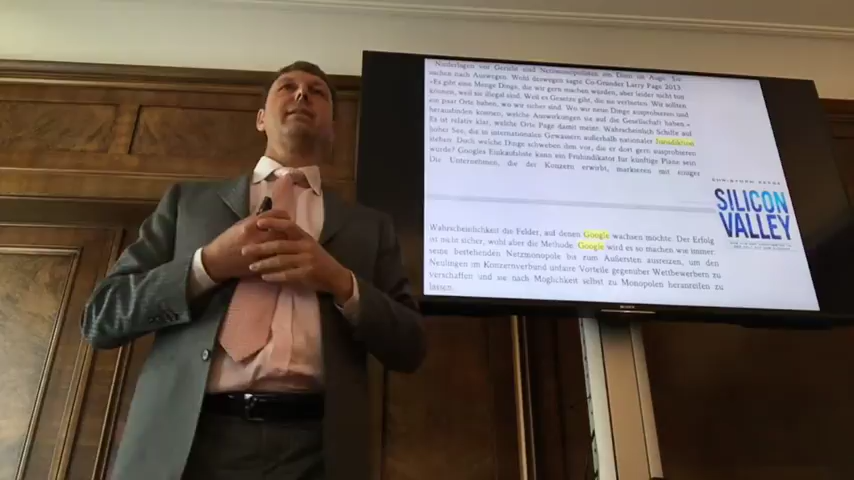 Niederlagen vor Gericht und Netzmonopolisten am Dorn im Auge. Sie
suchen nach Auswegen. Wohl deswegen sagte Co-Gründer Larry Page 2013:
»Es gibt eine Menge Dinge, die wir gern machen würden, aber leider nicht tun
können, weil sie illegal sind. Weil es Gesetze gibt, die sie verbieten. Wir sollten
ein paar Orte haben, wo wir sicher sind. Wo wir neue Dinge ausprobieren und
herausfinden können, welche Auswirkungen sie auf die Gesellschaft haben.«
Es ist relativ klar, welche Orte Page damit meint. Wahrscheinlich Schiffe auf
hoher See, die in internationalen Gewässern außerhalb nationaler Jurisdiktion
stehen. Doch welche Dinge schweben ihm vor, die er dort gern ausprobieren
würde? Googles Einkaufsliste kann ein Frühindikator für künftige Pläne sein.
Die Unternehmen, die der Konzern erwirbt, markieren mit einiger
Wahrscheinlichkeit die Felder, auf denen Google wachsen möchte. Der Erfolg
ist nicht sicher, wohl aber die Methode. Google wird es so machen wie immer:
seine bestehenden Netzmonopole bis zum Äußersten ausreizen, um den
Neulingen im Konzernverbund unfaire Vorteile gegenüber Wettbewerbern zu
verschaffen und sie nach Möglichkeit selbst zu Monopolen heranreifen zu
lassen.
SILICON
VALLEY
SONY